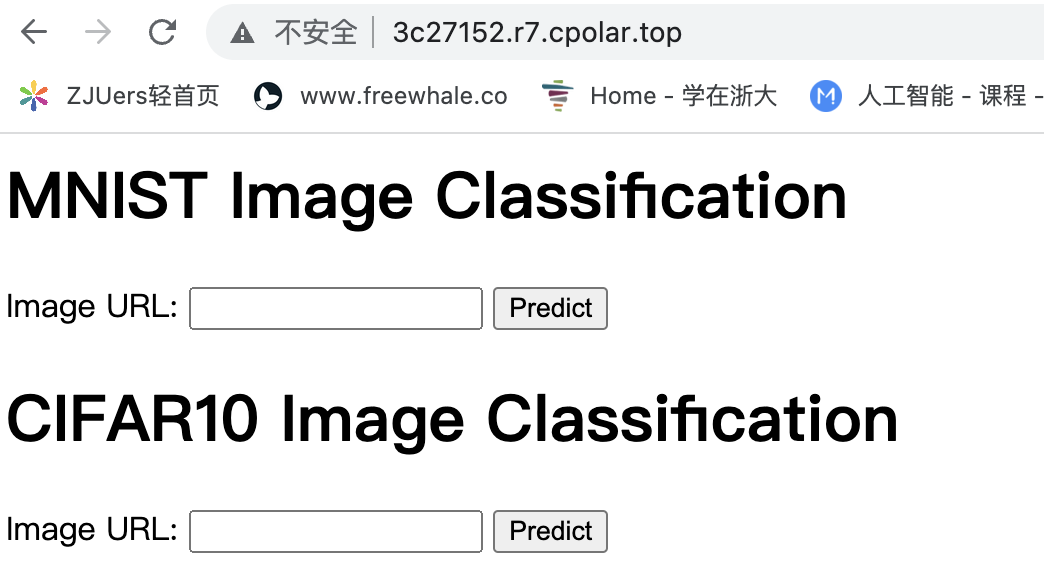 不安全 | 3c27152.r7.cpolar.top
ZJUers轻首页 www.freewhale.co Home - 学在浙大 人工智能 - 课程 -
MNIST Image Classification
Image URL: Predict
CIFAR10 Image Classification
Image URL: Predict